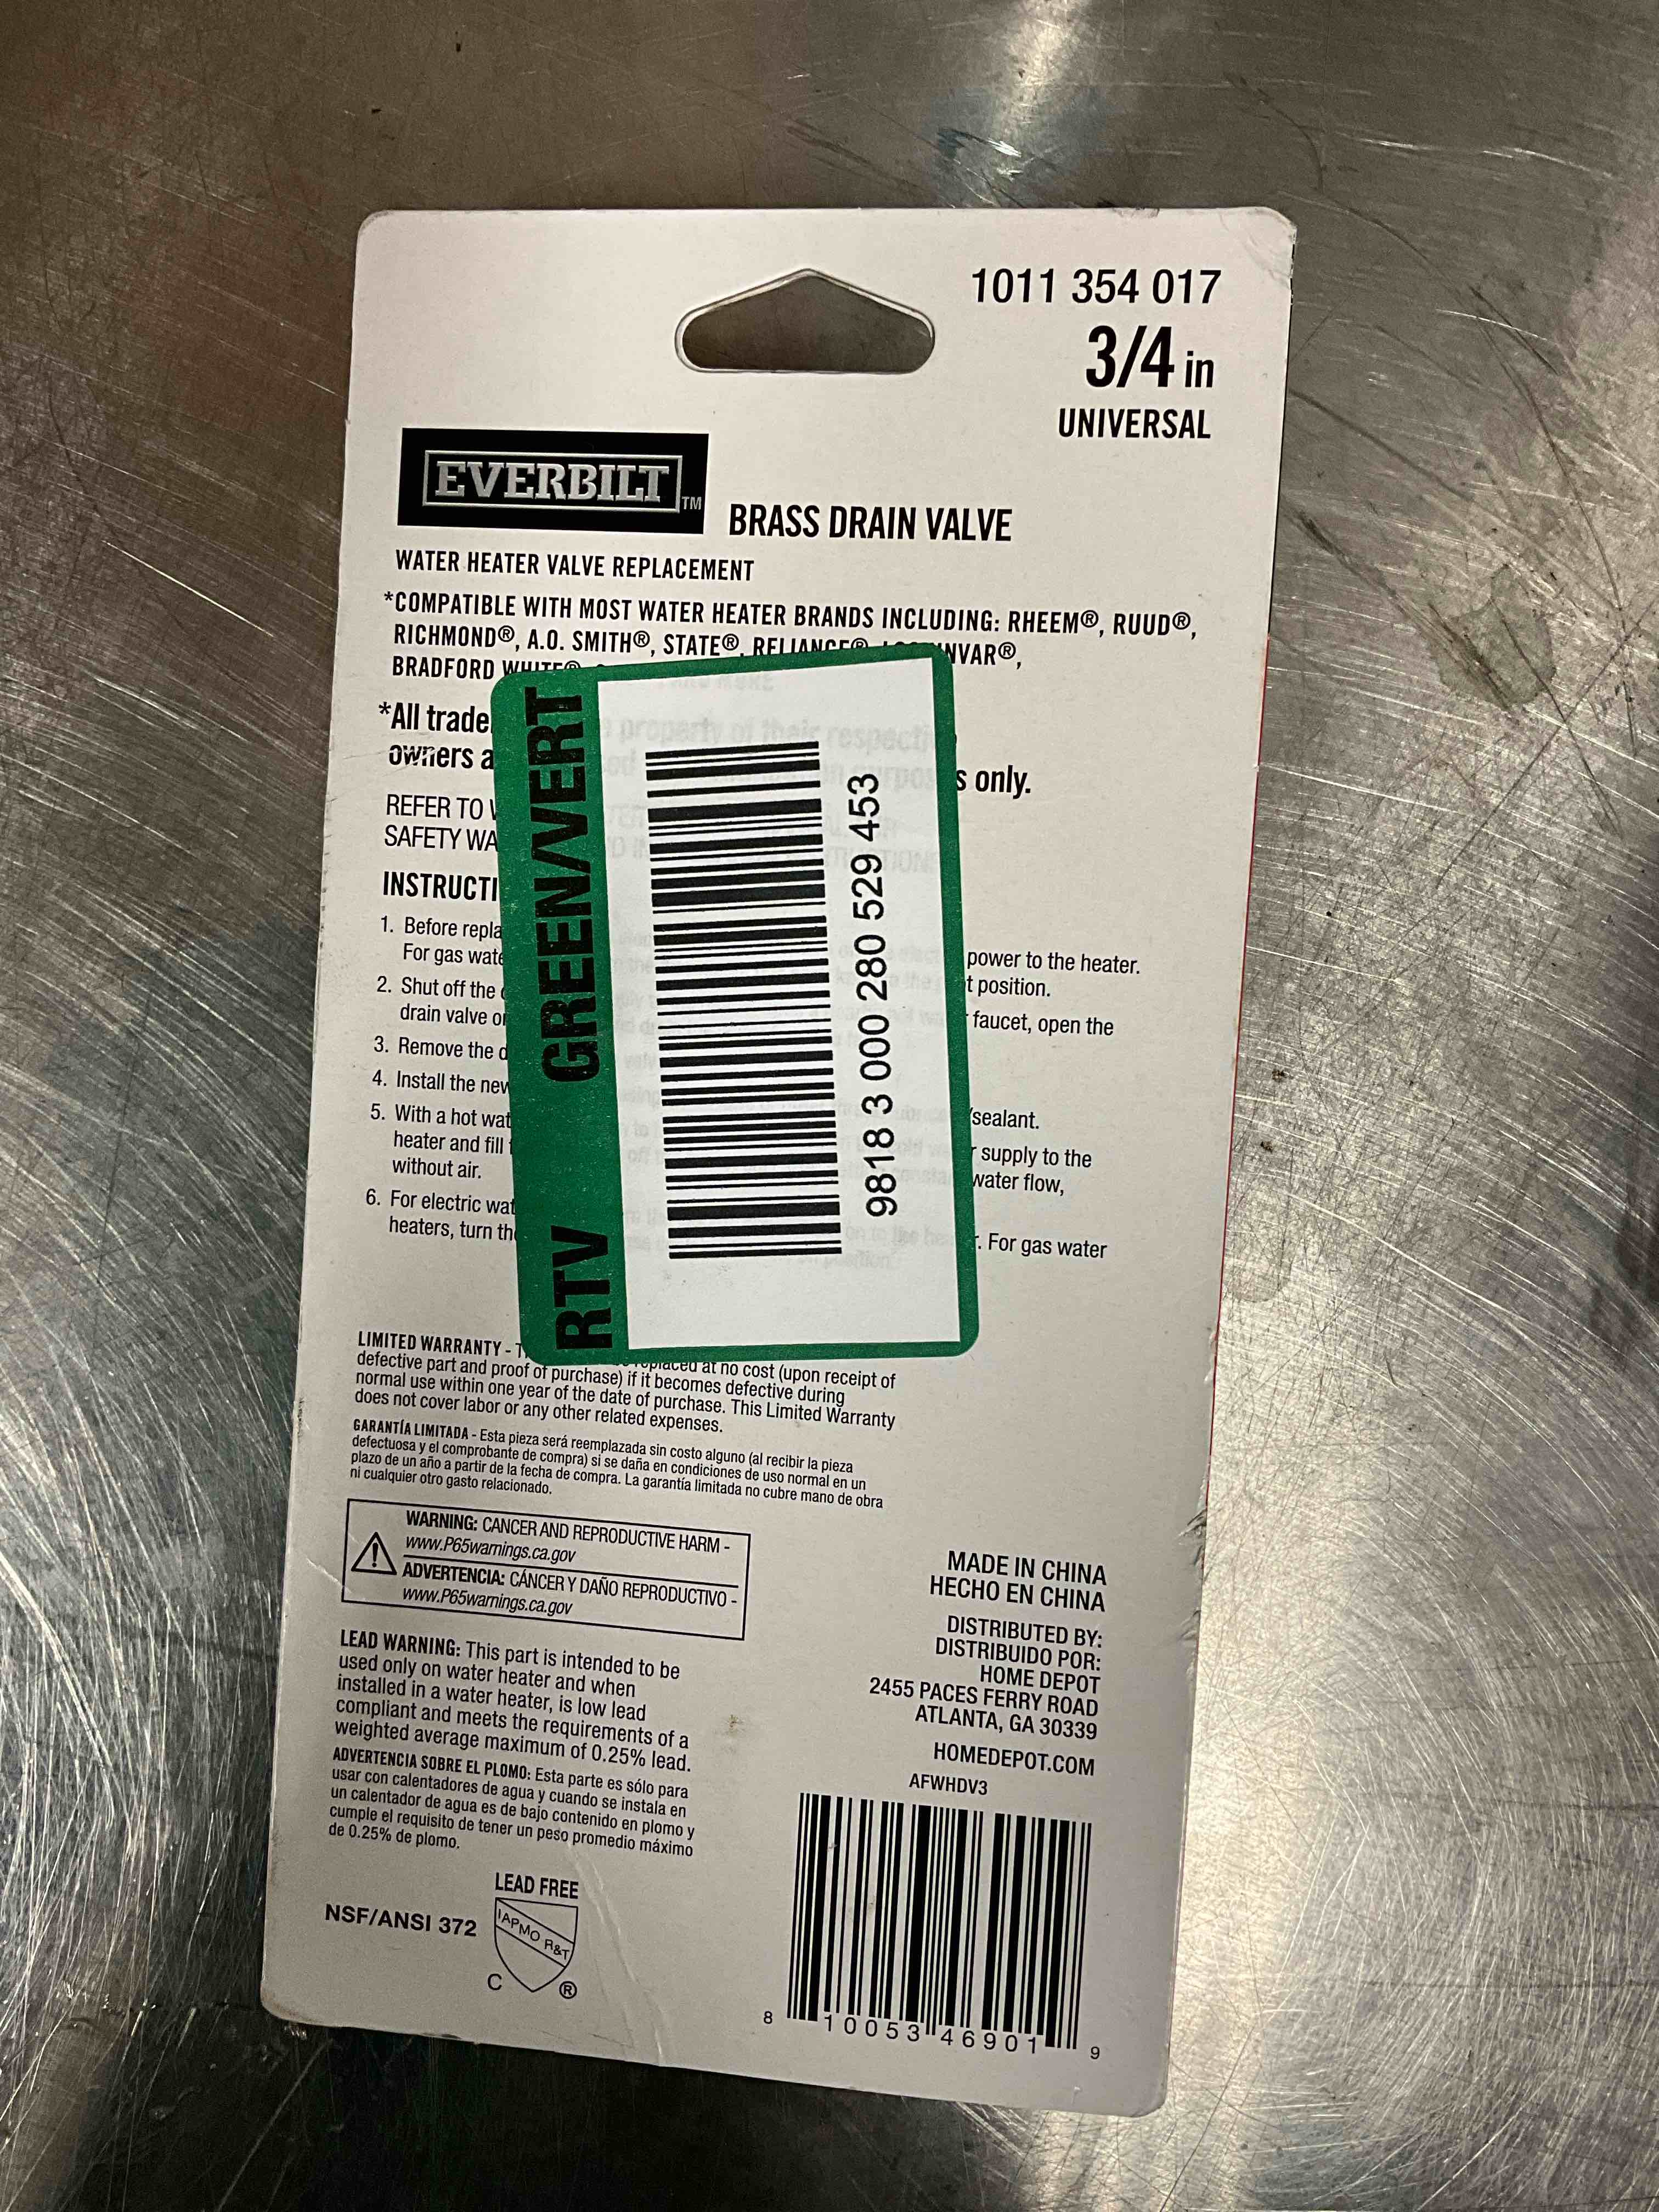 1011 354 017
3/4 in
UNIVERSAL
EVERBILT TM
BRASS DRAIN VALVE
WATER HEATER VALVE REPLACEMENT
*COMPATIBLE WITH MOST WATER HEATER BRANDS INCLUDING: RHEEM®, RUUD®,
RICHMOND®, A.O. SMITH®, STATE®, RELIANCE®
BRADFORD WHITE®
*All
owners
s only.
REFER TO
SAFETY
1. Before
For gas
power to the heater.
position.
2. Shut off the
drain valve
faucet, open the
3. Remove the
4. Install the new
/sealant.
5. With a hot
heater and fill
without air.
supply to the
water flow,
6. For electric
heaters, turn
. For gas water
RTV GREEN/VERT
9818 3 000 280 529 453
LIMITED WARRANTY -
replaced at no cost (upon receipt of
defective part and proof of purchase) if it becomes defective during
normal use within one year of the date of purchase. This Limited Warranty
does not cover labor or any other related expenses.
GARANTÍA LIMITADA - Esta pieza será reemplazada sin costo alguno (al recibir la pieza
defectuosa y el comprobante de compra) si se daña en condiciones de uso normal en un
plazo de un año a partir de la fecha de compra. La garantía limitada no cubre mano de obra
ni cualquier otro gasto relacionado.
WARNING: CANCER AND REPRODUCTIVE HARM -
www.P65warnings.ca.gov
ADVERTENCIA: CÁNCER Y DAÑO REPRODUCTIVO -
www.P65warnings.ca.gov
LEAD WARNING: This part is intended to be
used only on water heater and when
installed in a water heater, is low lead
compliant and meets the requirements of a
weighted average maximum of 0.25% lead.
ADVERTENCIA SOBRE EL PLOMO: Esta parte es sólo para
usar con calentadores de agua y cuando se instala en
un calentador de agua es de bajo contenido en plomo y
cumple el requisito de tener un peso promedio máximo
de 0.25% de plomo.
LEAD FREE
NSF/ANSI 372
IAPMO R&T
C ®
MADE IN CHINA
HECHO EN CHINA
DISTRIBUTED BY:
DISTRIBUIDO POR:
HOME DEPOT
2455 PACES FERRY ROAD
ATLANTA, GA 30339
HOMEDEPOT.COM
AFWHDV3
8 10053 46901 9